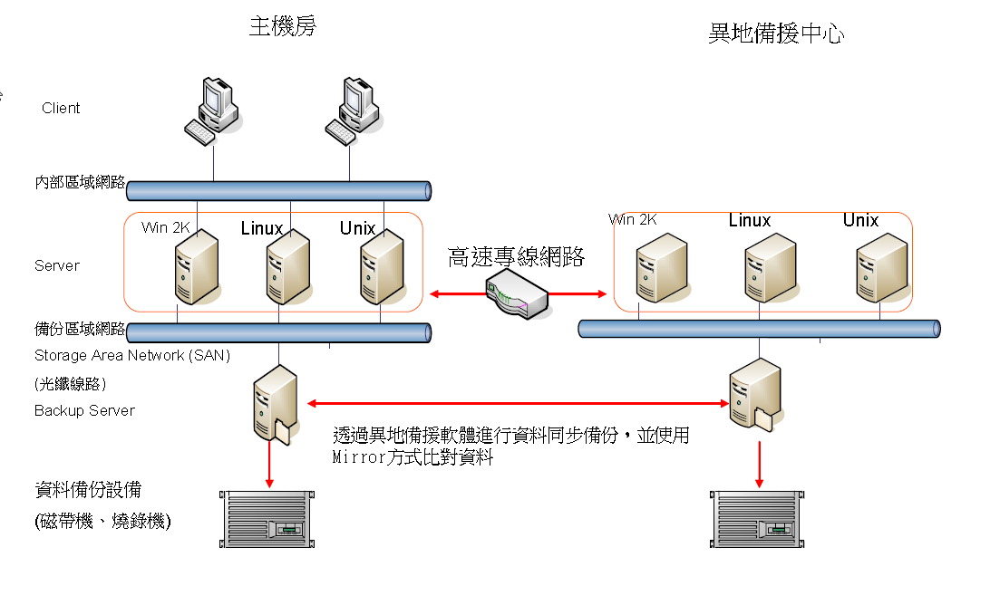 主機房
異地備援中心
Client
內部區域網路
Win 2K
Linux
Unix
Win 2K
Linux
Unix
Server
高速專線網路
備份區域網路
Storage Area Network (SAN)
(光纖線路)
Backup Server
透過異地備援軟體進行資料同步備份，並使用
Mirror方式比對資料
資料備份設備
(磁帶機、燒錄機)